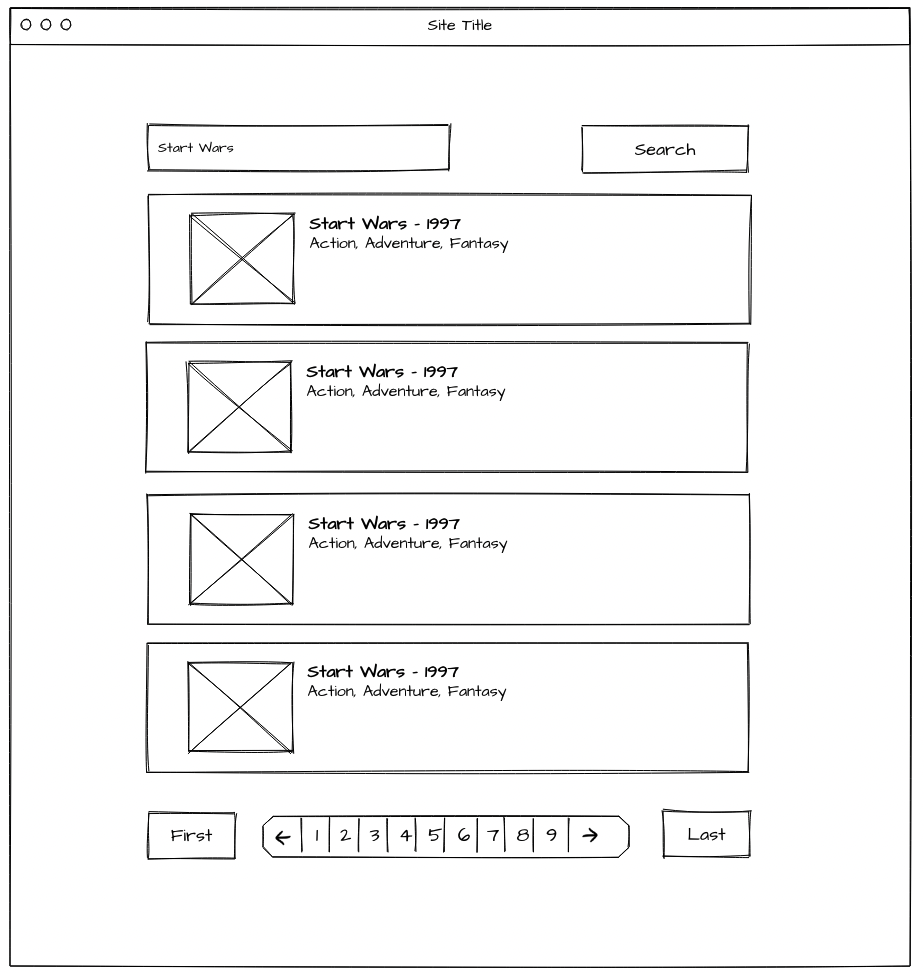 Site Title
Start Wars
Search
Start Wars - 1997
Action, Adventure, Fantasy
Start Wars - 1997
Action, Adventure, Fantasy
Start Wars - 1997
Action, Adventure, Fantasy
Start Wars - 1997
Action, Adventure, Fantasy
First
← 1 2 3 4 5 6 7 8 9 →
Last